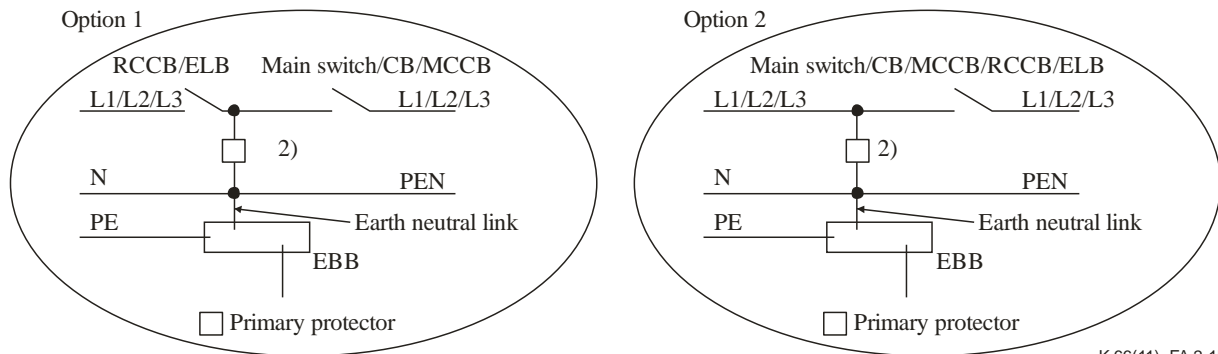 Option 1
RCCB/ELB
Main switch/CB/MCCB
L1/L2/L3
L1/L2/L3
2)
N
PEN
PE
Earth neutral link
EBB
Primary protector
Option 2
Main switch/CB/MCCB/RCCB/ELB
L1/L2/L3
L1/L2/L3
2)
N
PEN
PE
Earth neutral link
EBB
Primary protector